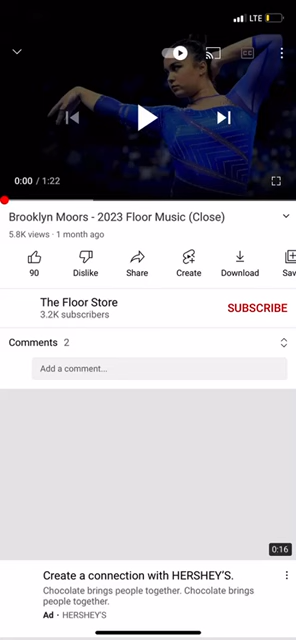 LTE
CC
0:00 / 1:22
Brooklyn Moors - 2023 Floor Music (Close)
5.8K views · 1 month ago
90
Dislike
Share
Create
Download
Sav
The Floor Store
3.2K subscribers
SUBSCRIBE
Comments 2
Add a comment...
0:16
Create a connection with HERSHEY'S.
Chocolate brings people together. Chocolate brings
people together.
Ad · HERSHEY'S